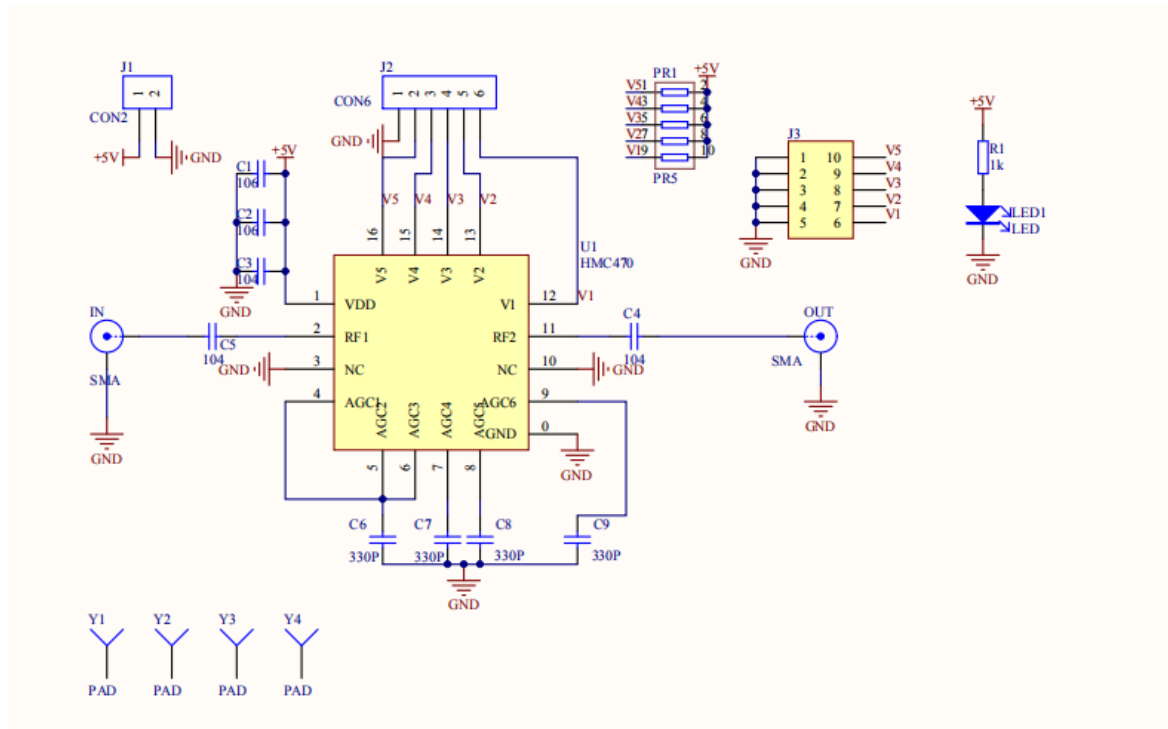 J1
1 2
CON2
+5V
GND
J2
CON6
1 2 3 4 5 6
GND
+5V
C1
106
C2
106
C3
104
GND
V5 V4 V3 V2
16 15 14 13
V5 V4 V3 V2
U1
HMC470
1 VDD
2 RF1
3 NC
4 AGC1
VI 12 V1
RF2 11
NC 10
AGC6 9
GND 0
AGC2 AGC3 AGC4 AGC5
5 6 7 8
IN
SMA
GND
C5
104
GND
C4
104
GND
OUT
SMA
GND
GND
C6
330P
C7
330P
C8
330P
C9
330P
GND
PR1
+5V
V51 2
V43 4
V35 6
V27 8
V19 10
PR5
J3
1 10 V5
2 9 V4
3 8 V3
4 7 V2
5 6 V1
GND
+5V
R1
1k
LED1
LED
GND
Y1 Y2 Y3 Y4
PAD PAD PAD PAD